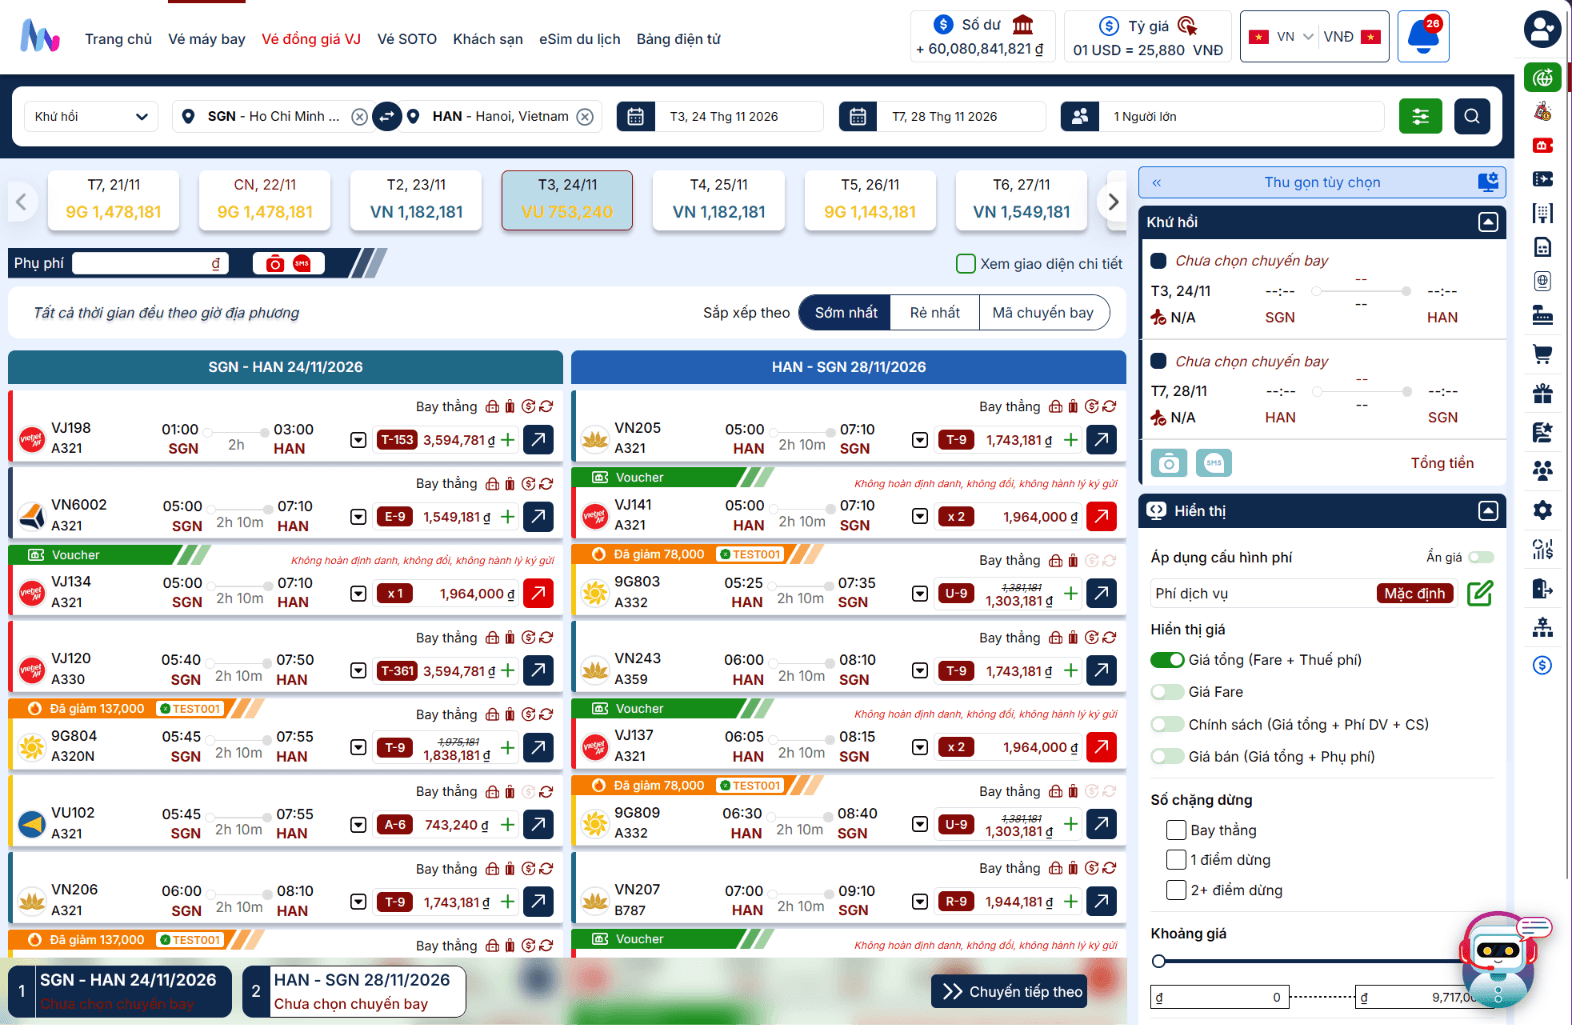 Trang chủ Vé máy bay Vé đồng giá VJ Vé SOTO Khách sạn eSim du lịch Bảng điện tử
Số dư
+ 60,080,841,821 ₫
Tỷ giá
01 USD = 25,880 VNĐ
VN VNĐ
26
Khứ hồi SGN - Ho Chi Minh ... HAN - Hanoi, Vietnam T3, 24 Thg 11 2026 T7, 28 Thg 11 2026 1 Người lớn
T7, 21/11 CN, 22/11 T2, 23/11 T3, 24/11 T4, 25/11 T5, 26/11 T6, 27/11
9G 1,478,181 9G 1,478,181 VN 1,182,181 VU 753,240 VN 1,182,181 9G 1,143,181 VN 1,549,181
Phụ phí ₫ SMS Xem giao diện chi tiết
Tất cả thời gian đều theo giờ địa phương Sắp xếp theo Sớm nhất Rẻ nhất Mã chuyến bay
SGN - HAN 24/11/2026
Bay thẳng
VJ198 01:00 03:00
A321 SGN 2h HAN T-153 3,594,781 ₫
Bay thẳng
VN6002 05:00 07:10
A321 SGN 2h 10m HAN E-9 1,549,181 ₫
Voucher Không hoàn định danh, không đổi, không hành lý ký gửi
VJ134 05:00 07:10
A321 SGN 2h 10m HAN x 1 1,964,000 ₫
Bay thẳng
VJ120 05:40 07:50
A330 SGN 2h 10m HAN T-361 3,594,781 ₫
Đã giảm 137,000 TEST001 Bay thẳng
9G804 05:45 07:55 1,975,181
A320N SGN 2h 10m HAN T-9 1,838,181 ₫
Bay thẳng
VU102 05:45 07:55
A321 SGN 2h 10m HAN A-6 743,240 ₫
Bay thẳng
VN206 06:00 08:10
A321 SGN 2h 10m HAN T-9 1,743,181 ₫
Đã giảm 137,000 TEST001 Bay thẳng
HAN - SGN 28/11/2026
Bay thẳng
VN205 05:00 07:10
A321 HAN 2h 10m SGN T-9 1,743,181 ₫
Voucher Không hoàn định danh, không đổi, không hành lý ký gửi
VJ141 05:00 07:10
A321 HAN 2h 10m SGN x 2 1,964,000 ₫
Đã giảm 78,000 TEST001 Bay thẳng
9G803 05:25 07:35 1,381,181
A332 HAN 2h 10m SGN U-9 1,303,181 ₫
Bay thẳng
VN243 06:00 08:10
A359 HAN 2h 10m SGN T-9 1,743,181 ₫
Voucher Không hoàn định danh, không đổi, không hành lý ký gửi
VJ137 06:05 08:15
A321 HAN 2h 10m SGN x 2 1,964,000 ₫
Đã giảm 78,000 TEST001 Bay thẳng
9G809 06:30 08:40 1,381,181
A332 HAN 2h 10m SGN U-9 1,303,181 ₫
Bay thẳng
VN207 07:00 09:10
B787 HAN 2h 10m SGN R-9 1,944,181 ₫
Voucher Không hoàn định danh, không đổi, không hành lý ký gửi
1 SGN - HAN 24/11/2026
Chưa chọn chuyến bay
2 HAN - SGN 28/11/2026
Chưa chọn chuyến bay
Chuyến tiếp theo
Thu gọn tùy chọn
Khứ hồi
Chưa chọn chuyến bay
T3, 24/11 --:-- -- --:--
N/A SGN -- HAN
Chưa chọn chuyến bay
T7, 28/11 --:-- -- --:--
N/A HAN -- SGN
SMS Tổng tiền
Hiển thị
Áp dụng cấu hình phí Ẩn giá
Phí dịch vụ Mặc định
Hiển thị giá
Giá tổng (Fare + Thuế phí)
Giá Fare
Chính sách (Giá tổng + Phí DV + CS)
Giá bán (Giá tổng + Phụ phí)
Số chặng dừng
Bay thẳng
1 điểm dừng
2+ điểm dừng
Khoảng giá
₫ 0 ₫ 9,717,0